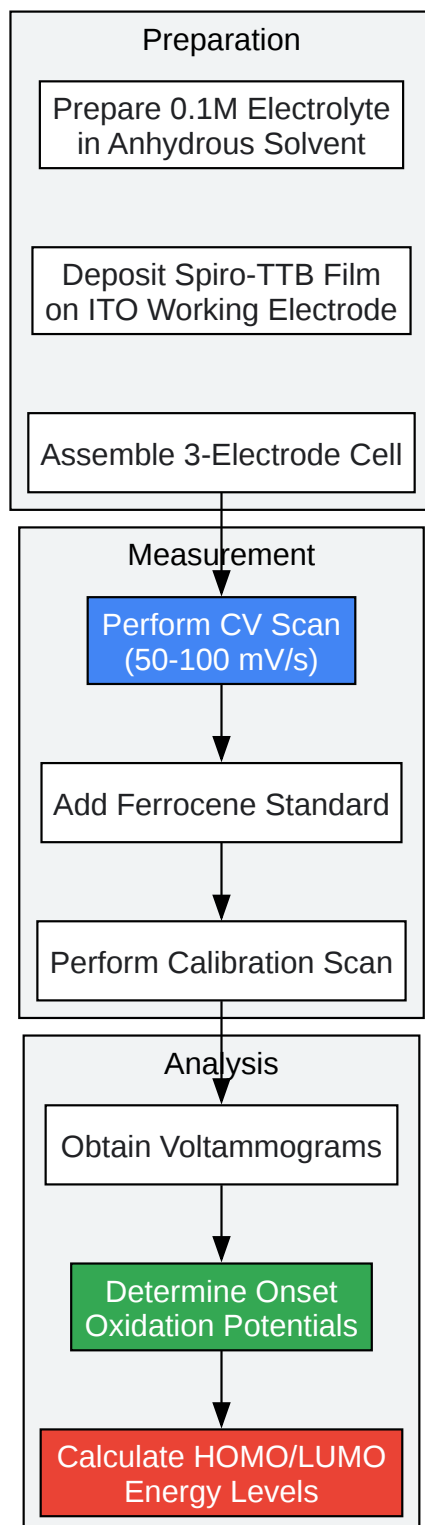 Preparation
Prepare 0.1M Electrolyte
in Anhydrous Solvent
Deposit Spiro-TTB Film
on ITO Working Electrode
Assemble 3-Electrode Cell
Measurement
Perform CV Scan
(50-100 mV/s)
Add Ferrocene Standard
Perform Calibration Scan
Analysis
Obtain Voltammograms
Determine Onset
Oxidation Potentials
Calculate HOMO/LUMO
Energy Levels